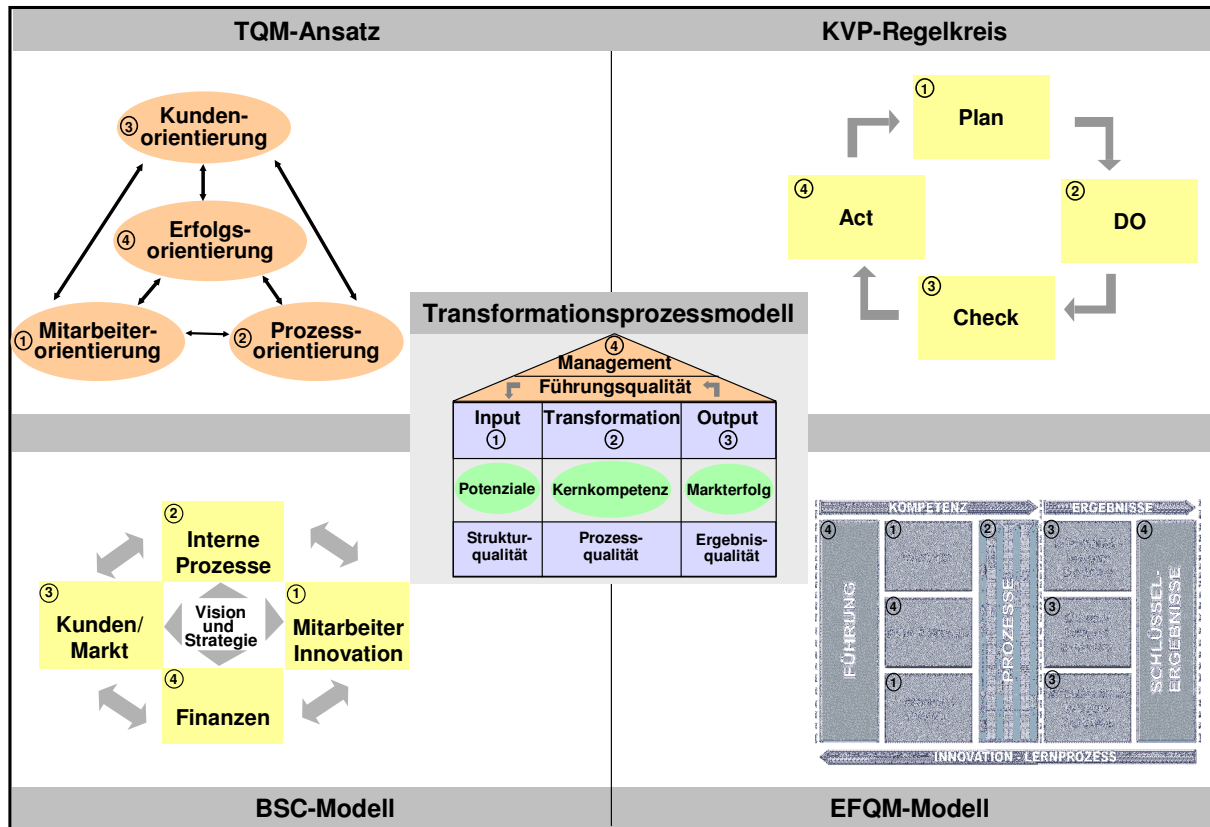 TQM-Ansatz
③
Kunden-
orientierung
④
Erfolgs-
orientierung
①
Mitarbeiter-
orientierung
②
Prozess-
orientierung
KVP-Regelkreis
①
Plan
②
DO
③
Check
④
Act
Transformationsprozessmodell
④
Management
Führungsqualität
Input
①
Transformation
②
Output
③
Potenziale
Kernkompetenz
Markterfolg
Struktur-
qualität
Prozess-
qualität
Ergebnis-
qualität
②
Interne
Prozesse
③
Kunden/
Markt
Vision
und
Strategie
①
Mitarbeiter
Innovation
④
Finanzen
BSC-Modell
KOMPETENZ
ERGEBNISSE
④
FÜHRUNG
①
④
①
②
PROZESSE
③
③
③
④
SCHLÜSSEL-
ERGEBNISSE
INNOVATION - LERNPROZESS
EFQM-Modell